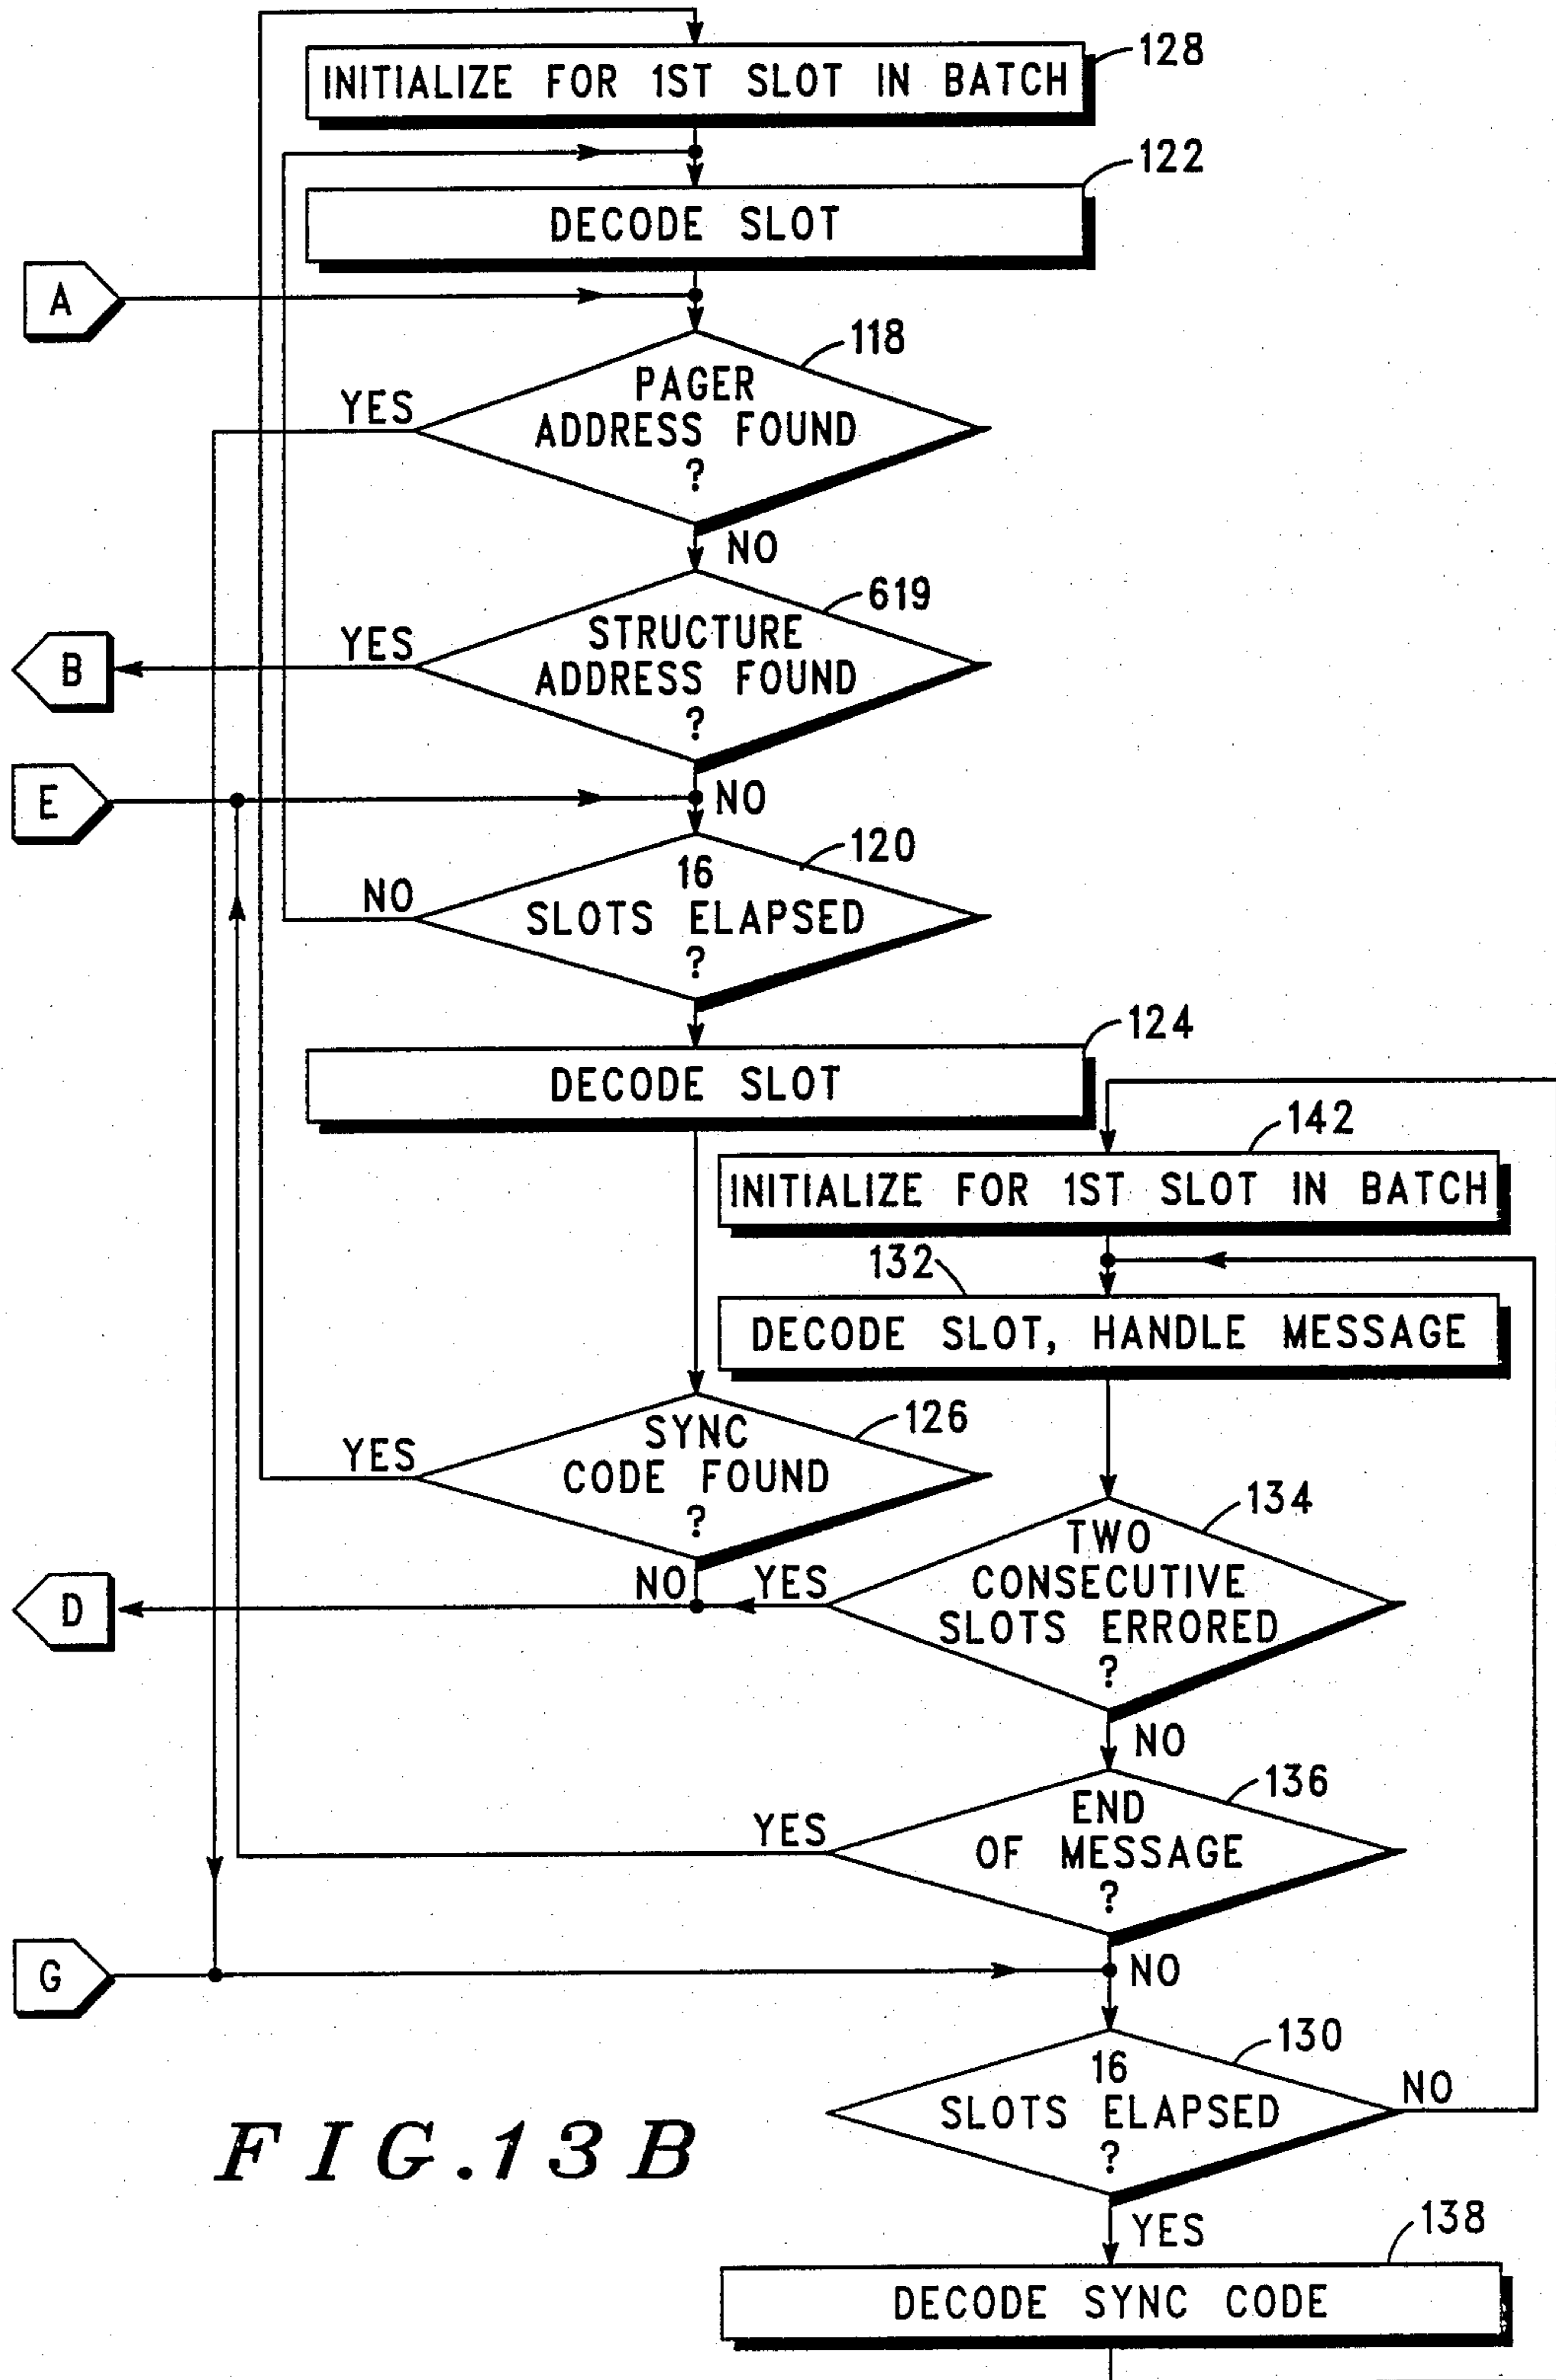 128
INITIALIZE FOR 1ST SLOT IN BATCH
122
DECODE SLOT
A
118
PAGER
ADDRESS FOUND
?
YES
NO
619
STRUCTURE
ADDRESS FOUND
?
YES
B
E
NO
120
16
SLOTS ELAPSED
?
NO
124
DECODE SLOT
142
INITIALIZE FOR 1ST SLOT IN BATCH
132
DECODE SLOT, HANDLE MESSAGE
126
SYNC
CODE FOUND
?
YES
134
TWO
CONSECUTIVE
SLOTS ERRORED
?
NO
YES
D
NO
136
END
OF MESSAGE
?
YES
G
NO
130
16
SLOTS ELAPSED
?
NO
FIG.13B
YES
138
DECODE SYNC CODE